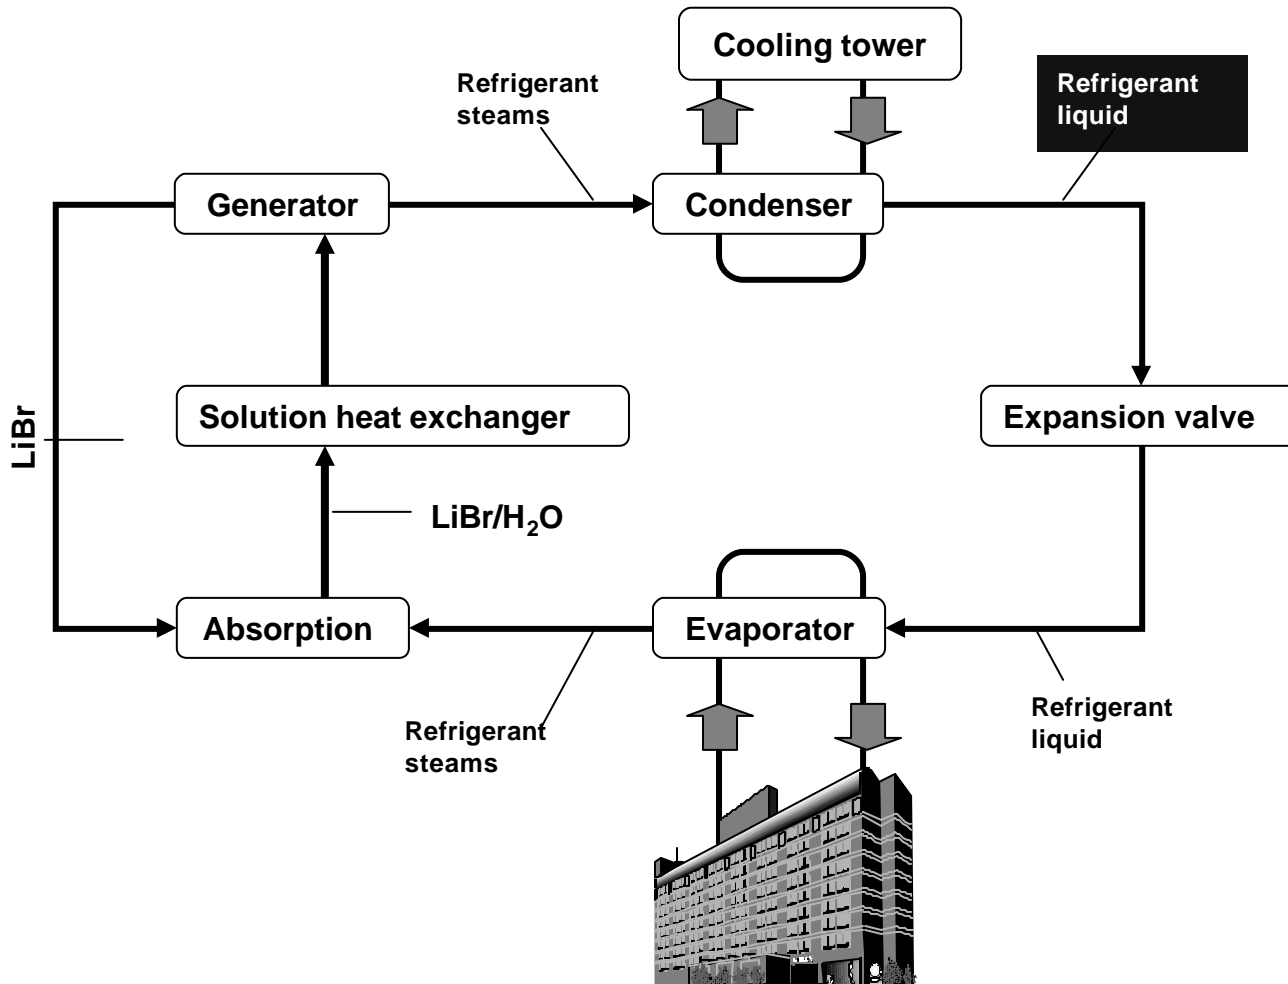 Cooling tower
Refrigerant
steams
Refrigerant
liquid
Generator
Condenser
LiBr
Solution heat exchanger
Expansion valve
LiBr/H₂O
Absorption
Evaporator
Refrigerant
steams
Refrigerant
liquid